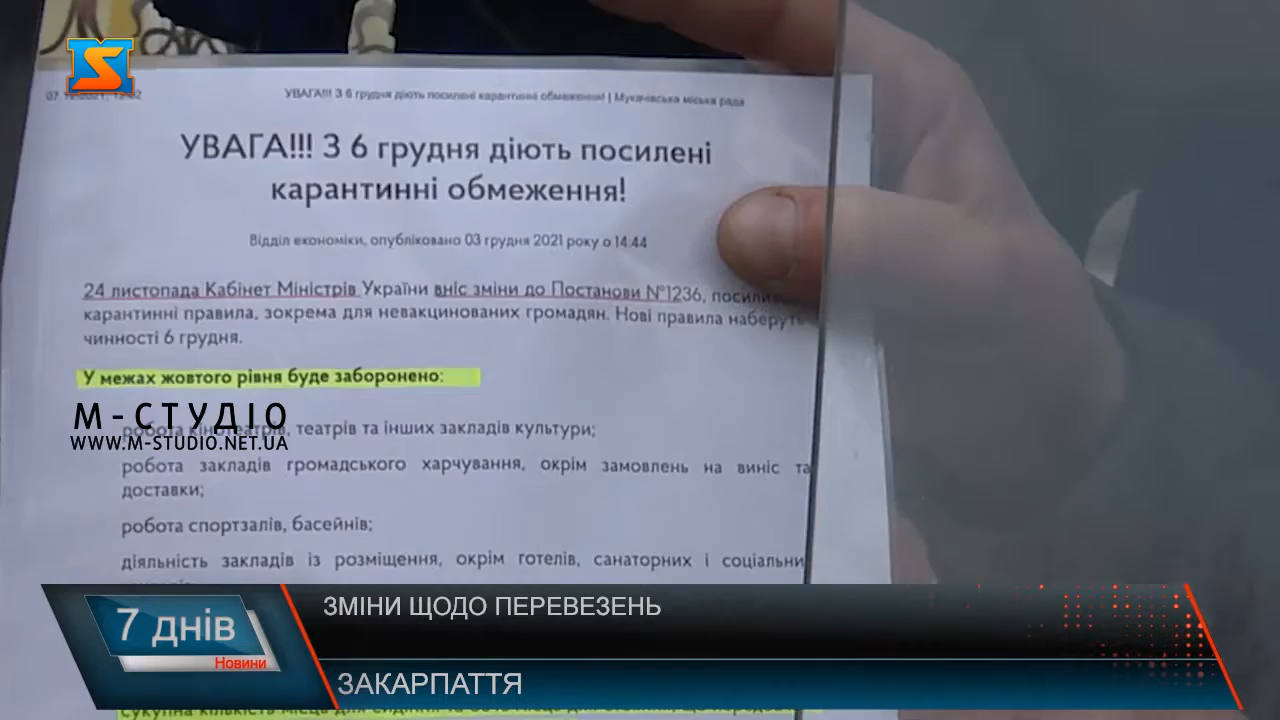 УВАГА!!! З 6 грудня діють посилені карантинні обмеження! | Мукачівська міська рада
УВАГА!!! З 6 грудня діють посилені
карантинні обмеження!
Відділ економіки, опубліковано 03 грудня 2021 року о 14:44
24 листопада Кабінет Міністрів України вніс зміни до Постанови №1236,
карантинні правила, зокрема для невакцинованих громадян. Нові правила наберуть
чинності 6 грудня.
У межах жовтого рівня буде заборонено:
М-СТУДІО
WWW.M-STUDIO.NET.UA
робота кінотеатрів, театрів та інших закладів культури;
робота закладів громадського харчування, окрім замовлень на виніс та
доставки;
робота спортзалів, басейнів;
діяльність закладів із розміщення, окрім готелів, санаторних і
7 днів
Новини
ЗМІНИ ЩОДО ПЕРЕВЕЗЕНЬ
ЗАКАРПАТТЯ